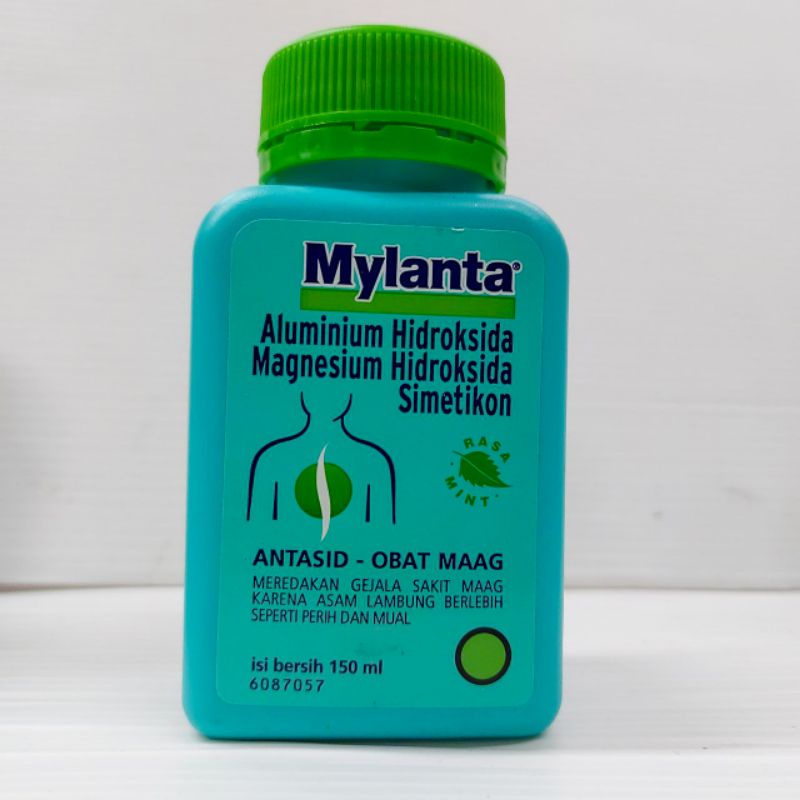 Mylanta®
Aluminium Hidroksida
Magnesium Hidroksida
Simetikon
RASA
MINT
ANTASID - OBAT MAAG
MEREDAKAN GEJALA SAKIT MAAG
KARENA ASAM LAMBUNG BERLEBIH
SEPERTI PERIH DAN MUAL
isi bersih 150 ml
6087057